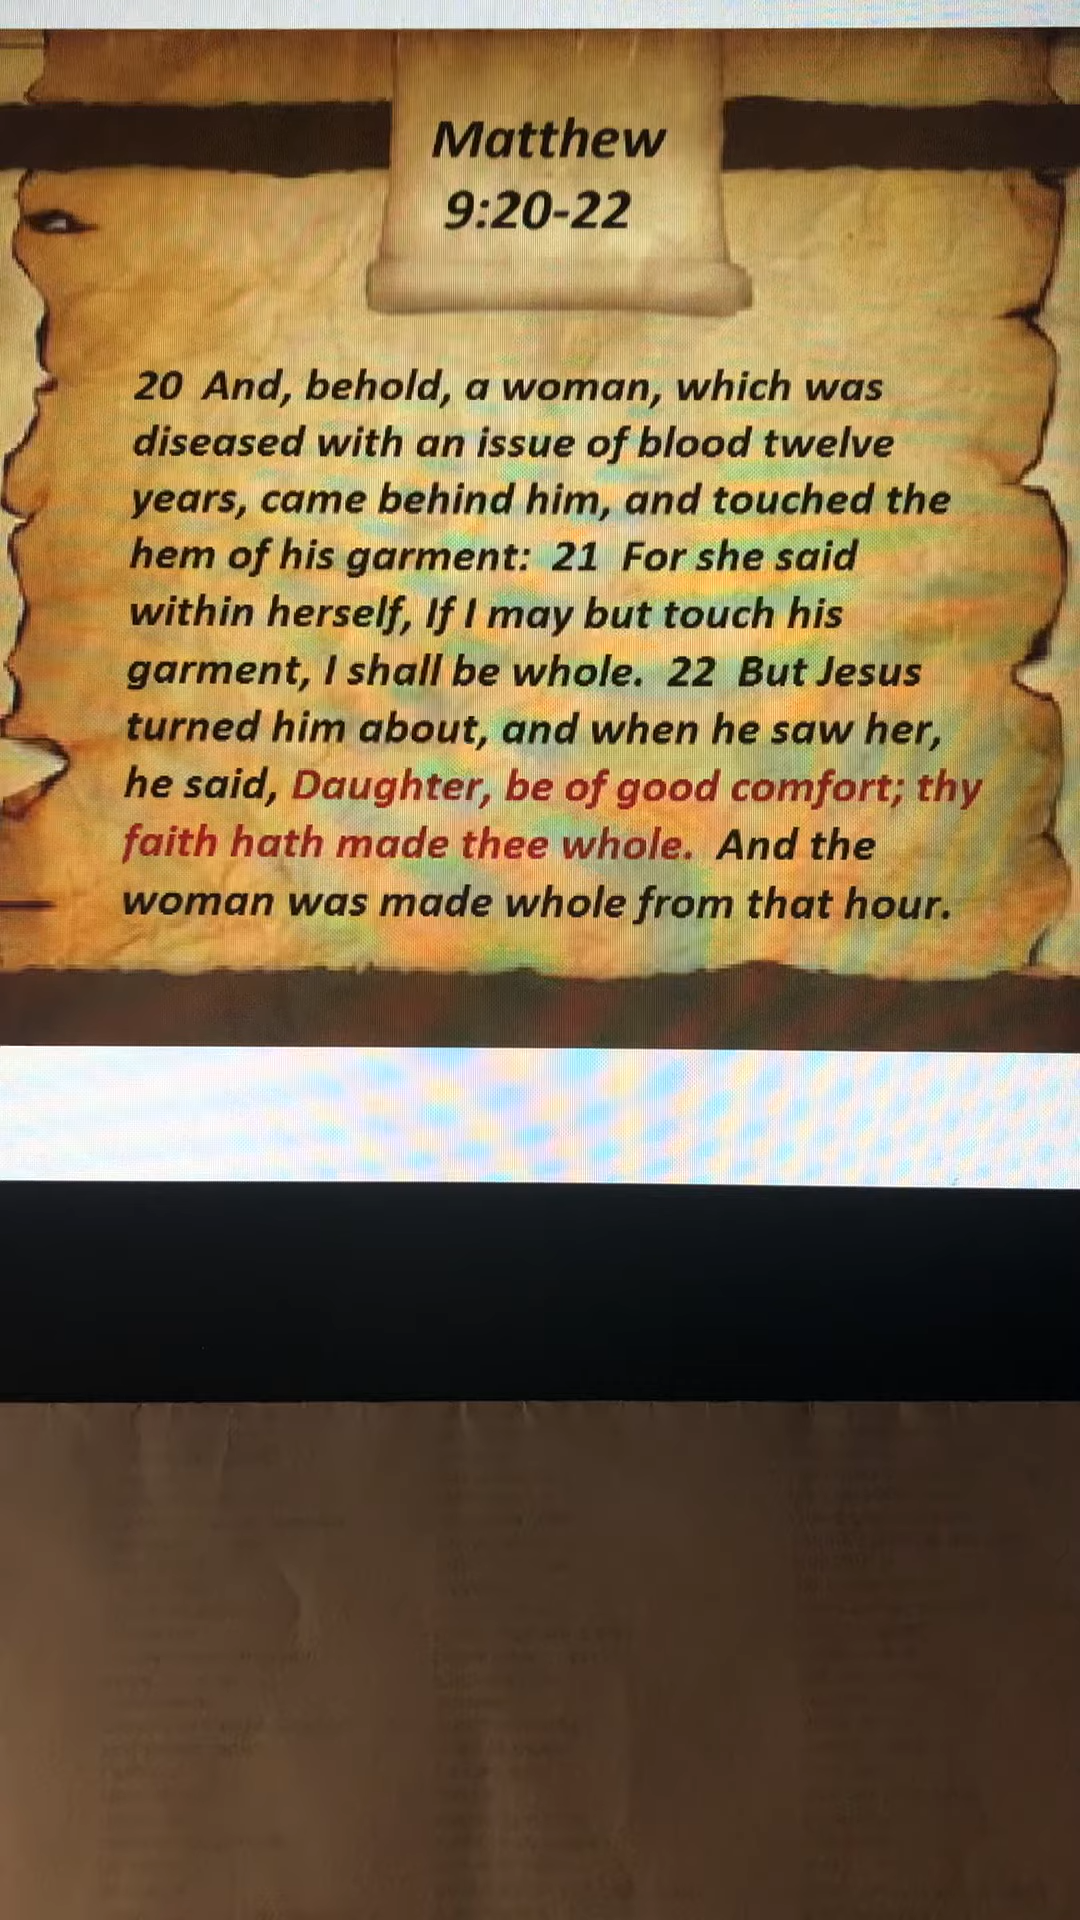 Matthew
9:20-22
20 And, behold, a woman, which was
diseased with an issue of blood twelve
years, came behind him, and touched the
hem of his garment: 21 For she said
within herself, If I may but touch his
garment, I shall be whole. 22 But Jesus
turned him about, and when he saw her,
he said, Daughter, be of good comfort; thy
faith hath made thee whole. And the
woman was made whole from that hour.